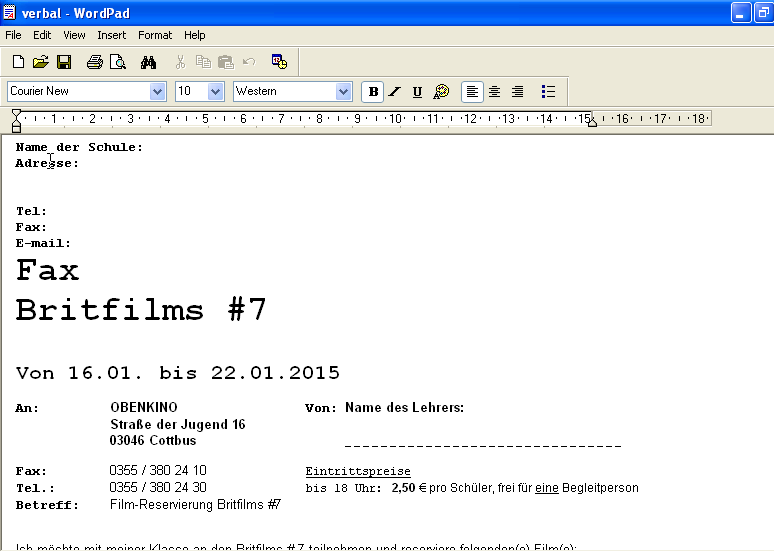 verbal - WordPad
File Edit View Insert Format Help
Courier New 10 Western B U
1 2 3 4 5 6 7 8 9 10 11 12 13 14 15 16 17 18
Name der Schule:
Adresse:
Tel:
Fax:
E-mail:
Fax
Britfilms #7
Von 16.01. bis 22.01.2015
An: OBENKINO Von: Name des Lehrers:
Straße der Jugend 16
03046 Cottbus _______________________________
Fax: 0355 / 380 24 10 Eintrittspreise
Tel.: 0355 / 380 24 30 bis 18 Uhr: 2,50 € pro Schüler, frei für eine Begleitperson
Betreff: Film-Reservierung Britfilms #7
Ich möchte mit meiner Klasse an den Britfilms #7 teilnehmen und reserviere folgenden(e) Film(e):